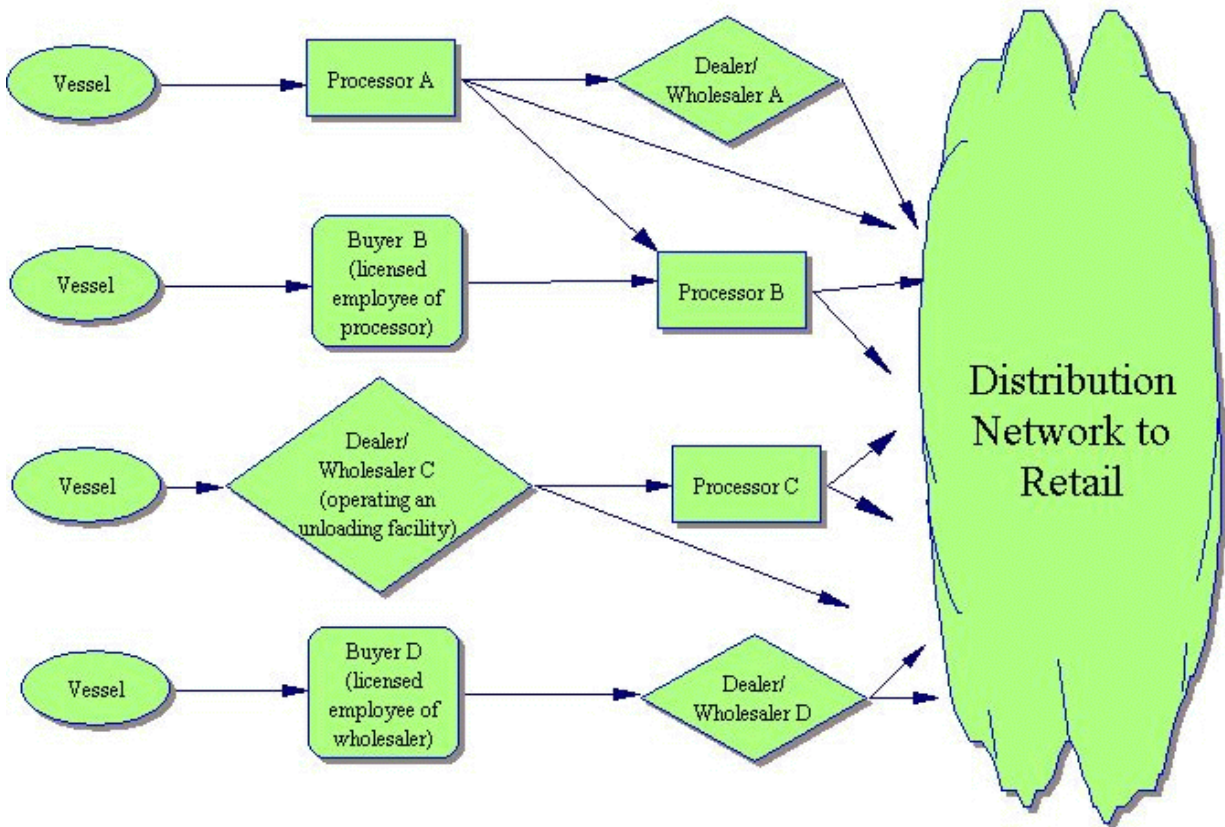 Vessel
Processor A
Dealer/
Wholesaler A
Vessel
Buyer B
(licensed
employee of
processor)
Processor B
Vessel
Dealer/
Wholesaler C
(operating an
unloading facility)
Processor C
Vessel
Buyer D
(licensed
employee of
wholesaler)
Dealer/
Wholesaler D
Distribution
Network to
Retail